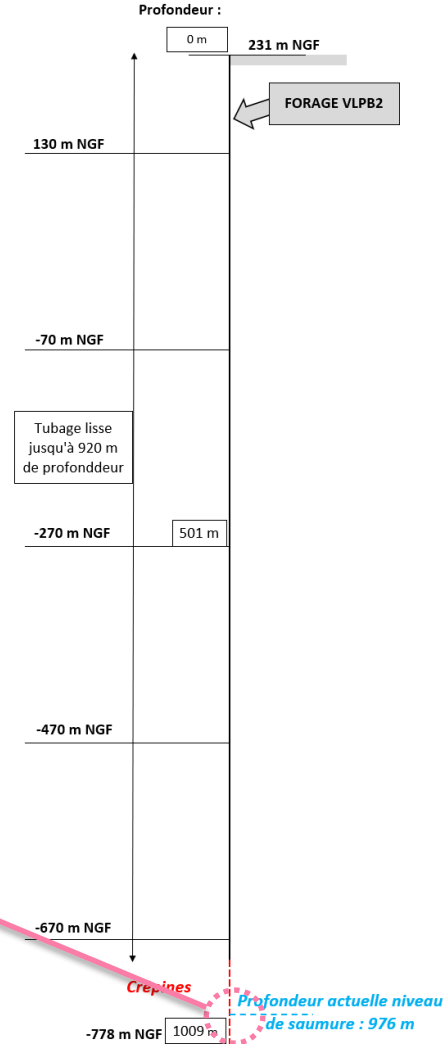 Profondeur :
0 m
231 m NGF
FORAGE VLPB2
130 m NGF
-70 m NGF
Tubage lisse
jusqu'à 920 m
de profonddeur
-270 m NGF
501 m
-470 m NGF
-670 m NGF
Crépines
Profondeur actuelle niveau
de saumure : 976 m
-778 m NGF
1009 m